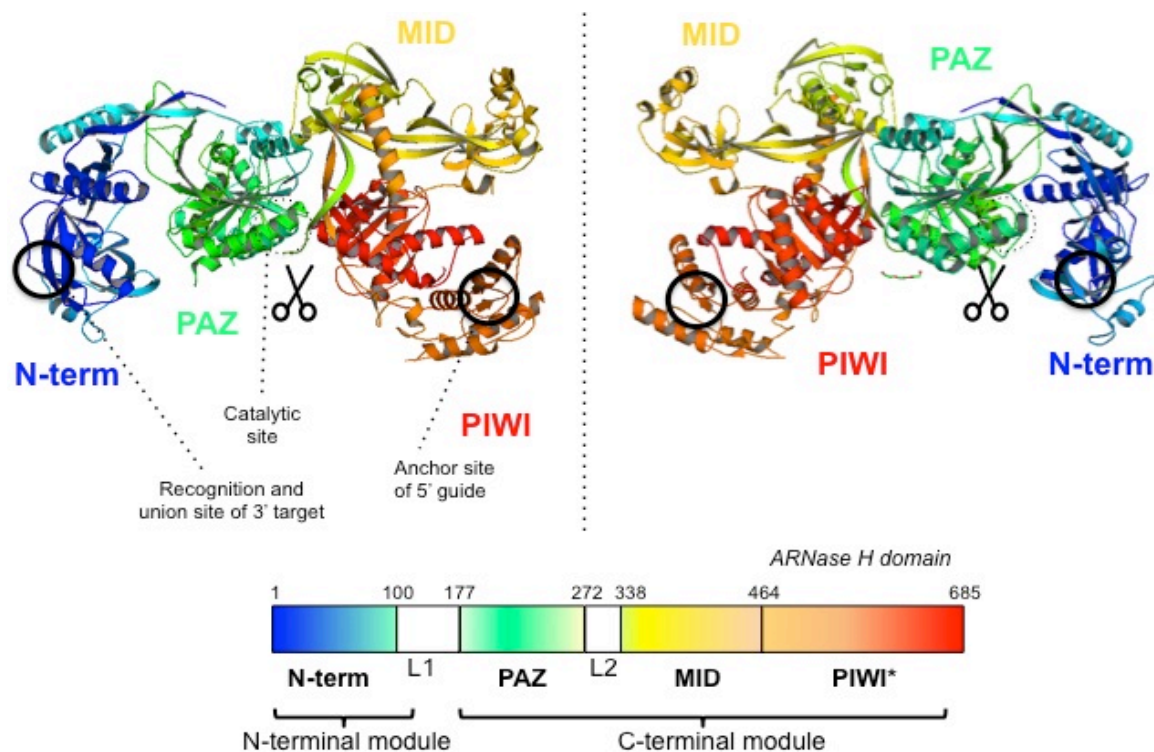 MID
MID
PAZ
PAZ
N-term
PIWI
PIWI
N-term
Catalytic
site
Anchor site
of 5' guide
Recognition and
union site of 3' target
ARNase H domain
1 100 177 272 338 464 685
L1 L2
N-term PAZ MID PIWI*
N-terminal module C-terminal module